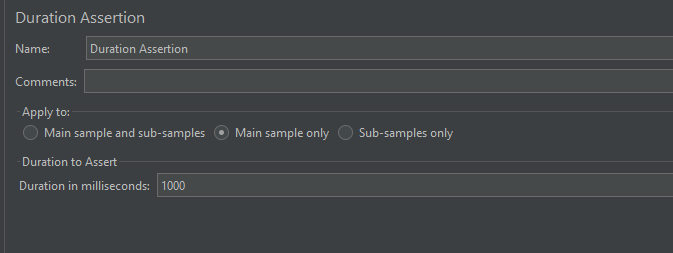 Duration Assertion
Name: Duration Assertion
Comments:
Apply to:
Main sample and sub-samples Main sample only Sub-samples only
Duration to Assert
Duration in milliseconds: 1000